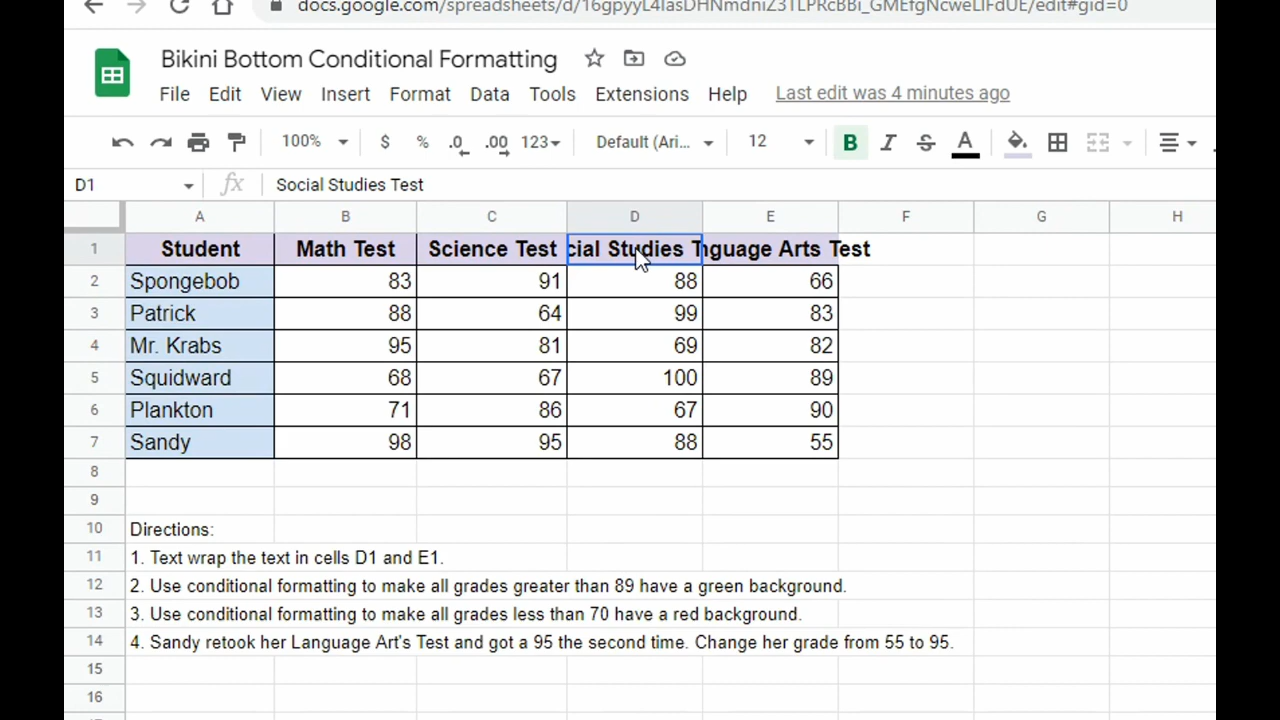 docs.google.com/spreadsheets/d/
Bikini Bottom Conditional Formatting
File Edit View Insert Format Data Tools Extensions Help Last edit was 4 minutes ago
100% $ % .0 .00 123 Default (Ari... 12 B I S A
D1 fx Social Studies Test
A B C D E F G H
1 Student Math Test Science Test cial Studies T nguage Arts Test
2 Spongebob 83 91 88 66
3 Patrick 88 64 99 83
4 Mr. Krabs 95 81 69 82
5 Squidward 68 67 100 89
6 Plankton 71 86 67 90
7 Sandy 98 95 88 55
8
9
10 Directions:
11 1. Text wrap the text in cells D1 and E1.
12 2. Use conditional formatting to make all grades greater than 89 have a green background.
13 3. Use conditional formatting to make all grades less than 70 have a red background.
14 4. Sandy retook her Language Art's Test and got a 95 the second time. Change her grade from 55 to 95.
15
16